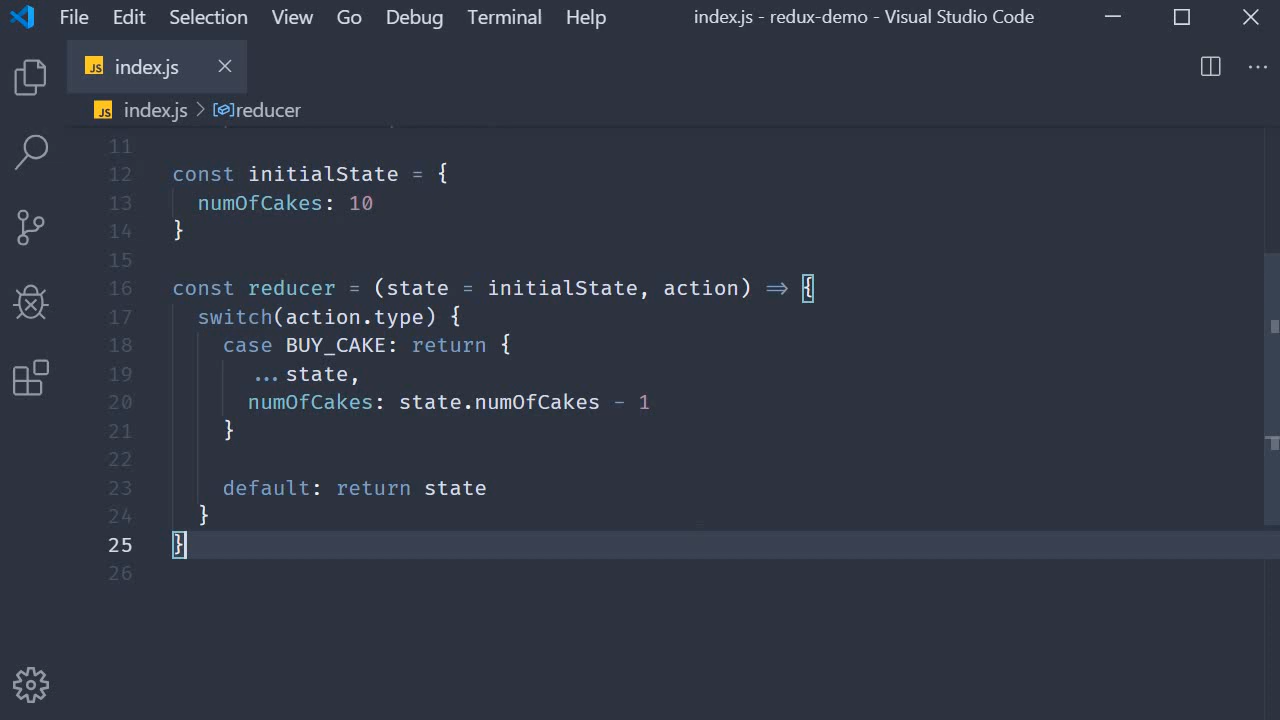 File Edit Selection View Go Debug Terminal Help index.js - redux-demo - Visual Studio Code
JS index.js
JS index.js > reducer
11
12 const initialState = {
13 numOfCakes: 10
14 }
15
16 const reducer = (state = initialState, action) => {
17 switch(action.type) {
18 case BUY_CAKE: return {
19 ...state,
20 numOfCakes: state.numOfCakes - 1
21 }
22
23 default: return state
24 }
25 }
26